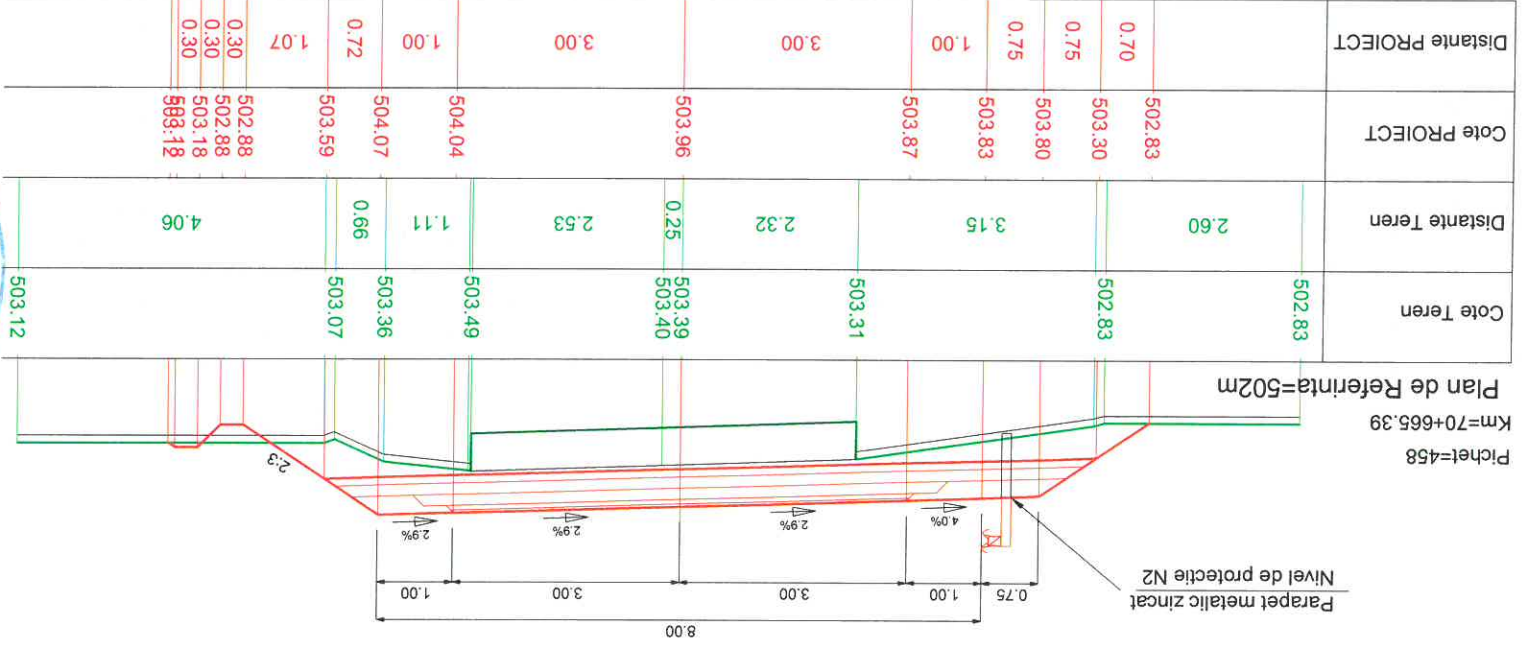 8.00
Parapet metalic zincat
Nivel de protectie N2
0.75 1.00 3.00 3.00 1.00
4.0% 2.9% 2.9% 2.9%
2:3
Pichet=458
Km=70+665.39
Plan de Referinta=502m
Cote Teren 502.83 502.83 503.31 503.39 503.40 503.49 503.36 503.07 503.12
Distante Teren 2.60 3.15 2.32 0.25 2.53 1.11 0.66 4.06
Cote PROIECT 502.83 503.30 503.80 503.83 503.87 503.96 504.04 504.07 503.59 502.88 502.88 503.18
Distante PROIECT 0.70 0.75 0.75 1.00 3.00 3.00 1.00 0.72 1.07 0.30 0.30 0.30